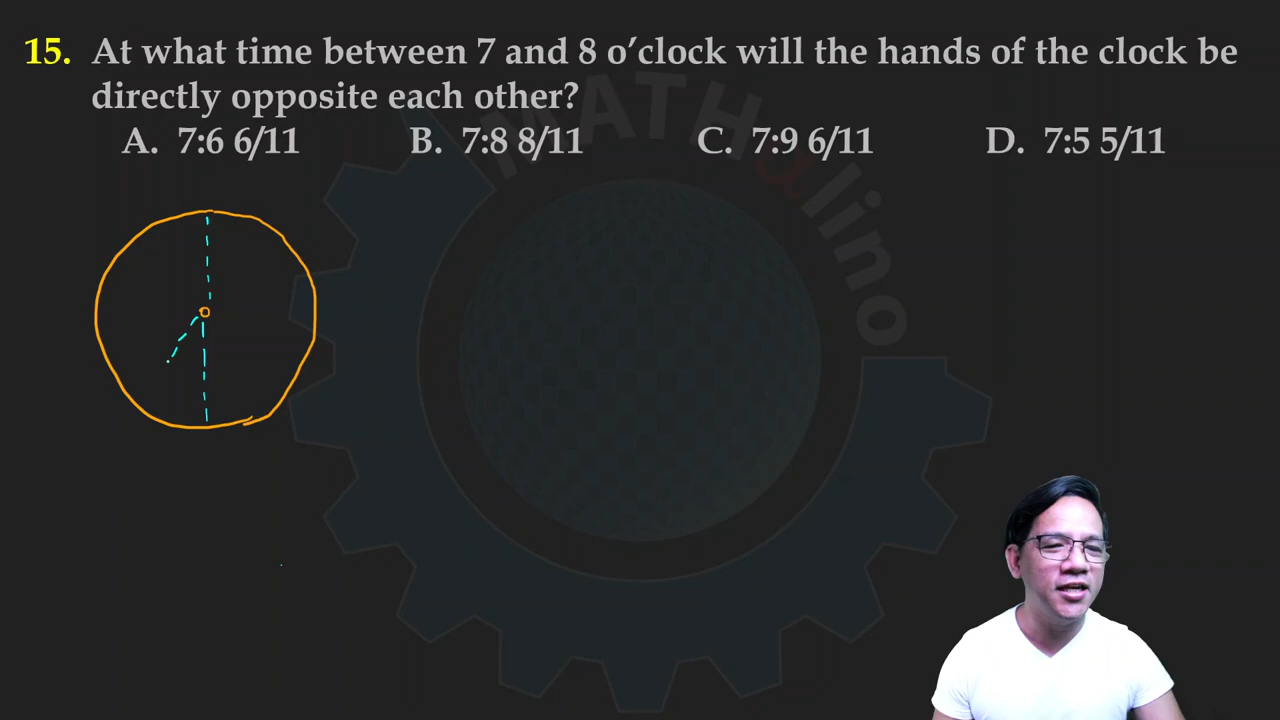 15. At what time between 7 and 8 o’clock will the hands of the clock be
directly opposite each other?
A. 7:6 6/11 B. 7:8 8/11 C. 7:9 6/11 D. 7:5 5/11
MATHalino